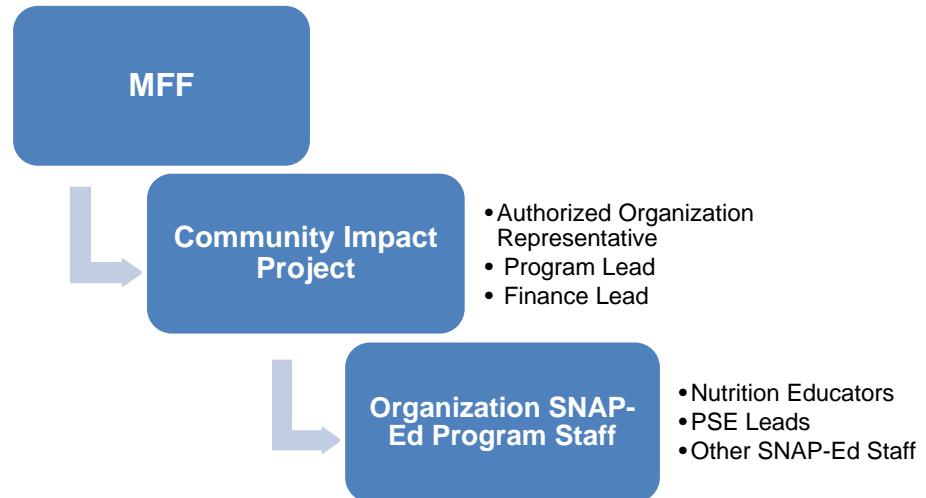 MFF
Community Impact
Project
•Authorized Organization
Representative
• Program Lead
• Finance Lead
Organization SNAP-
Ed Program Staff
•Nutrition Educators
•PSE Leads
•Other SNAP-Ed Staff